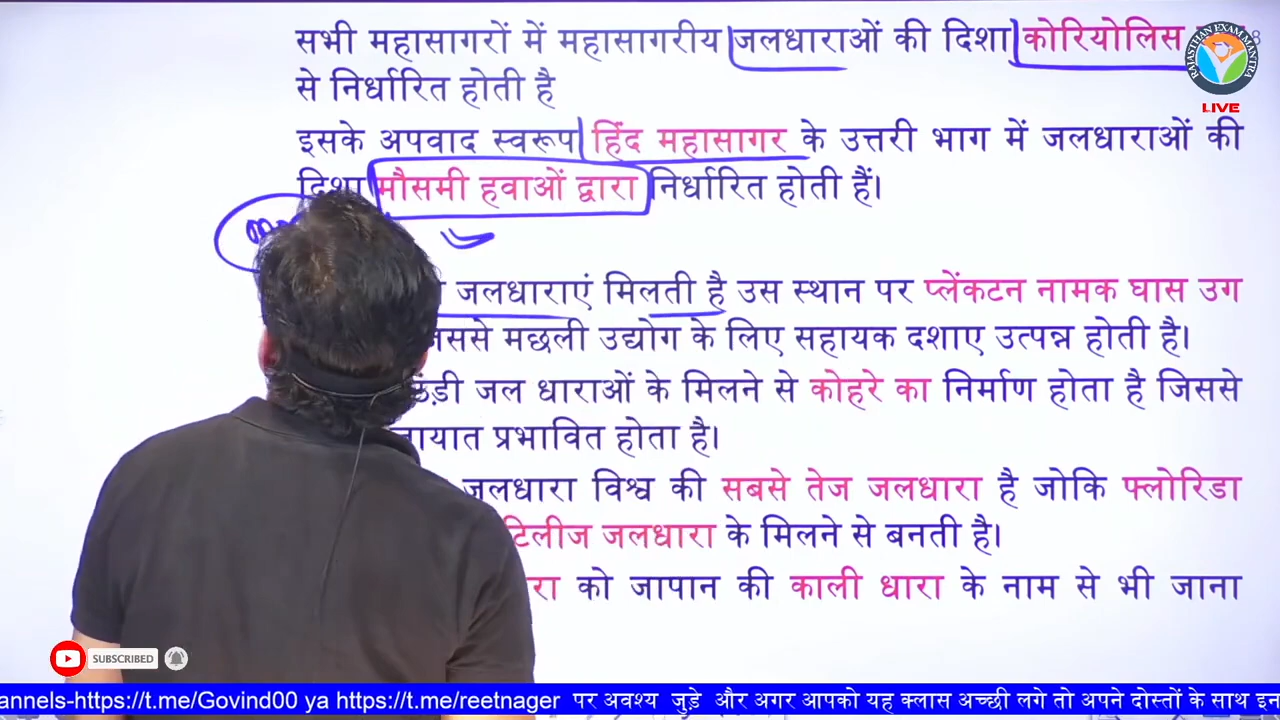 सभी महासागरों में महासागरीय जलधाराओं की दिशा कोरियोलिस
से निर्धारित होती है
इसके अपवाद स्वरूप हिंद महासागर के उत्तरी भाग में जलधाराओं की
दिशा मौसमी हवाओं द्वारा निर्धारित होती हैं।
जलधाराएं मिलती है उस स्थान पर प्लेंकटन नामक घास उग
मछली उद्योग के लिए सहायक दशाए उत्पन्न होती है।
जल धाराओं के मिलने से कोहरे का निर्माण होता है जिससे
प्रभावित होता है।
जलधारा विश्व की सबसे तेज जलधारा है जोकि फ्लोरिडा
जलधारा के मिलने से बनती है।
को जापान की काली धारा के नाम से भी जाना
RAJASTHAN EXAM MANTRA
LIVE
SUBSCRIBED
annels-https://t.me/Govind00 ya https://t.me/reetnager पर अवश्य जुड़े और अगर आपको यह क्लास अच्छी लगे तो अपने दोस्तों के साथ इन